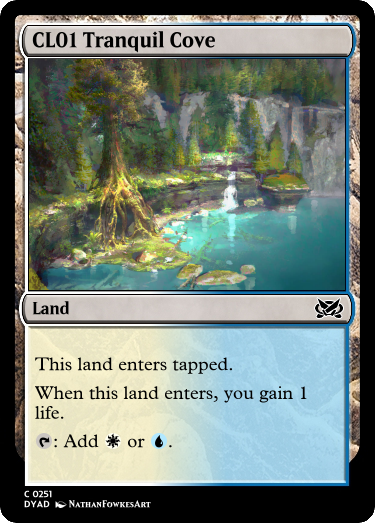 CL01 Tranquil Cove
Land
This land enters tapped.
When this land enters, you gain 1
life.
: Add or .
C 0251
DYAD NathanFowkesArt